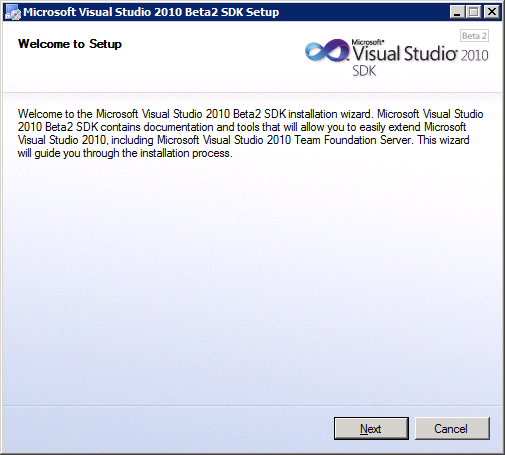 Microsoft Visual Studio 2010 Beta2 SDK Setup
Welcome to Setup
Beta 2
Microsoft®
Visual Studio® 2010
SDK
Welcome to the Microsoft Visual Studio 2010 Beta2 SDK installation wizard. Microsoft Visual Studio
2010 Beta2 SDK contains documentation and tools that will allow you to easily extend Microsoft
Visual Studio 2010, including Microsoft Visual Studio 2010 Team Foundation Server. This wizard
will guide you through the installation process.
Next
Cancel